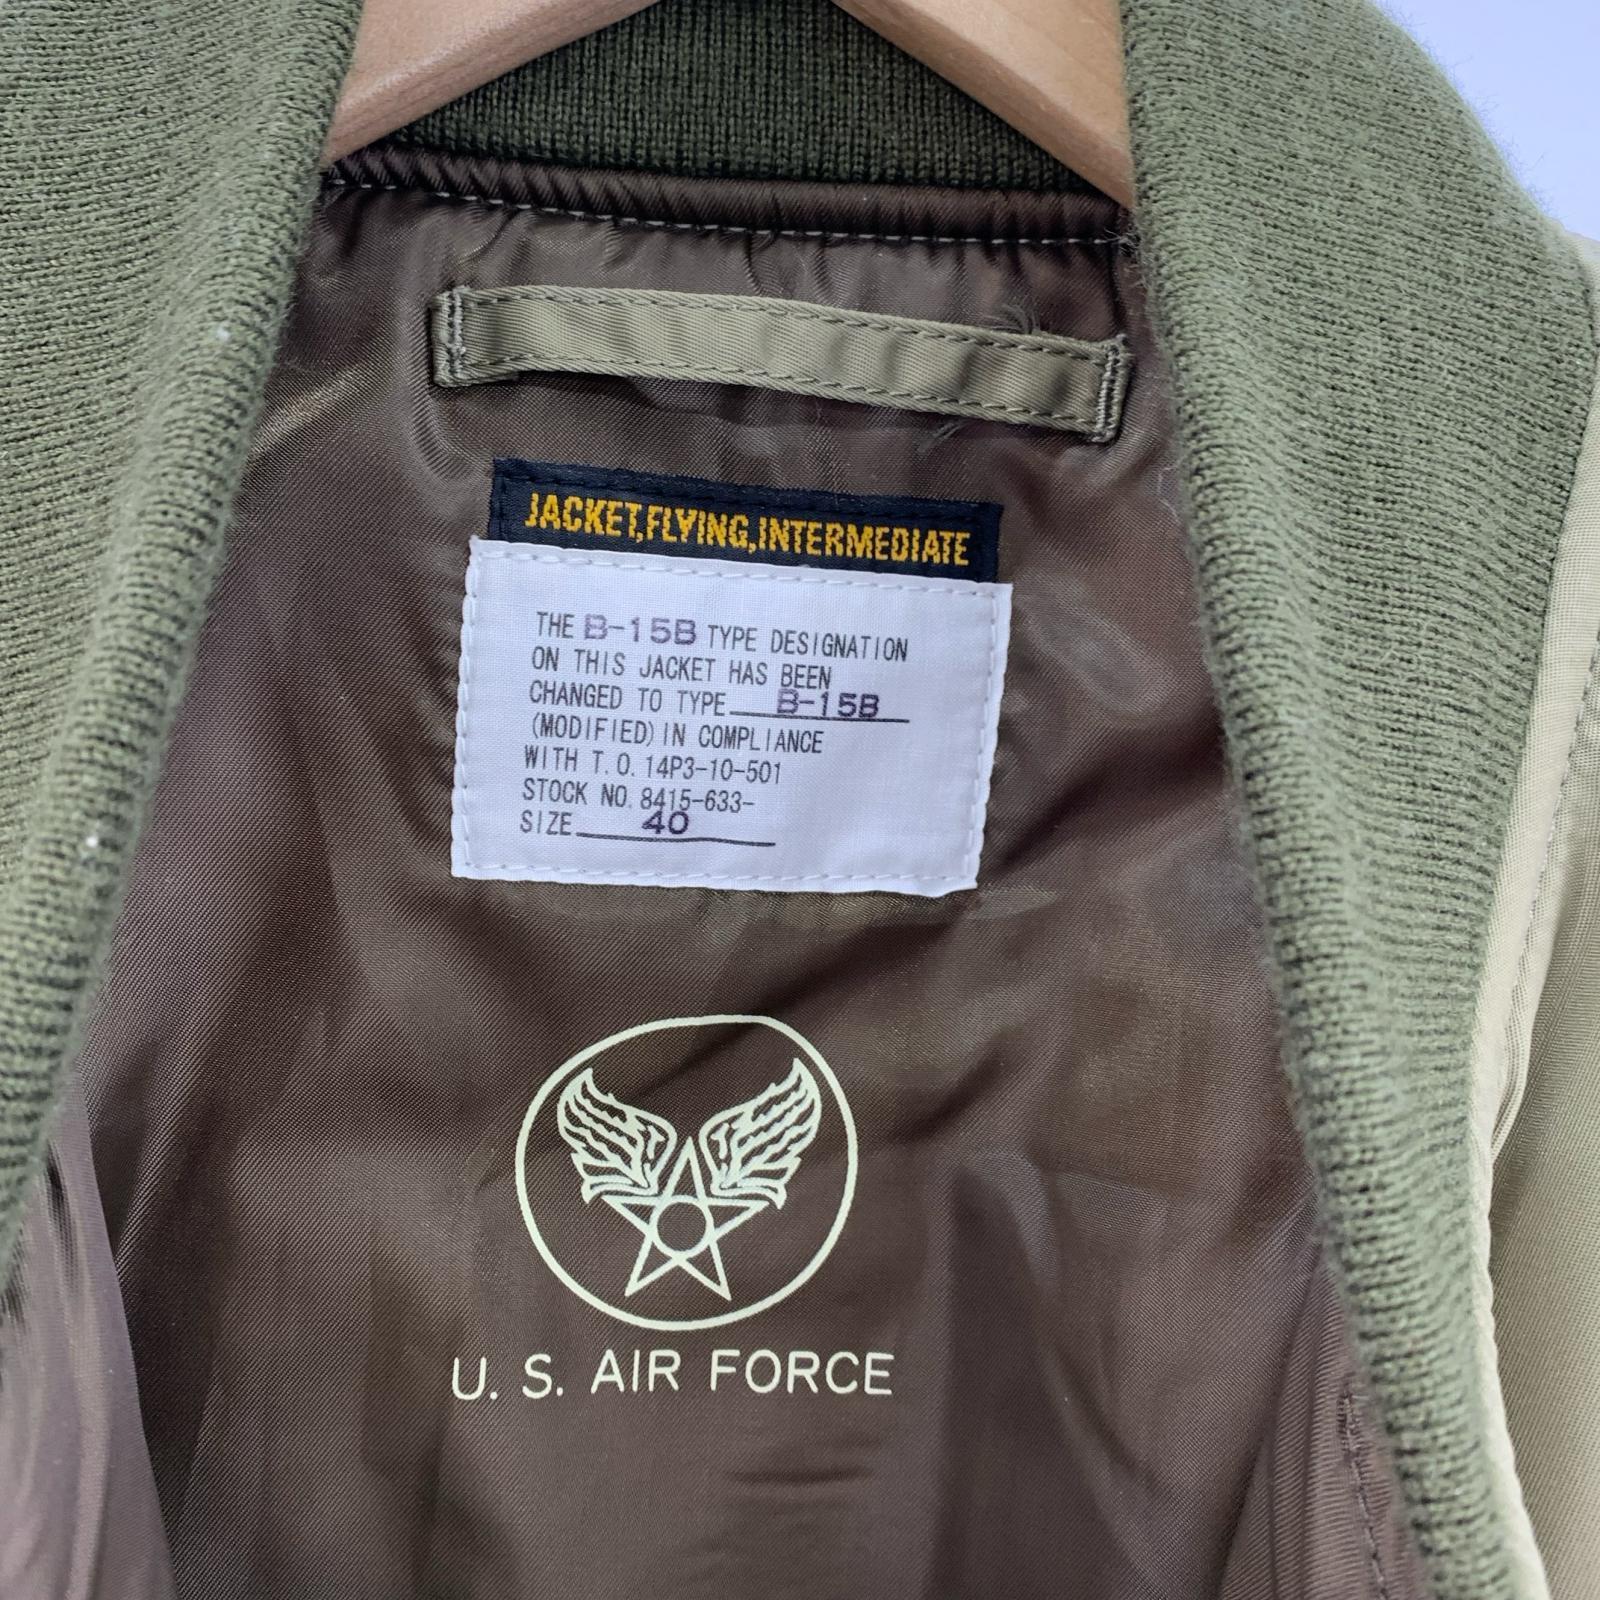 JACKET,FLYING,INTERMEDIATE
THE B-15B TYPE DESIGNATION
ON THIS JACKET HAS BEEN
CHANGED TO TYPE B-15B
(MODIFIED) IN COMPLIANCE
WITH T.O. 14P3-10-501
STOCK NO. 8415-633-
SIZE 40
U. S. AIR FORCE